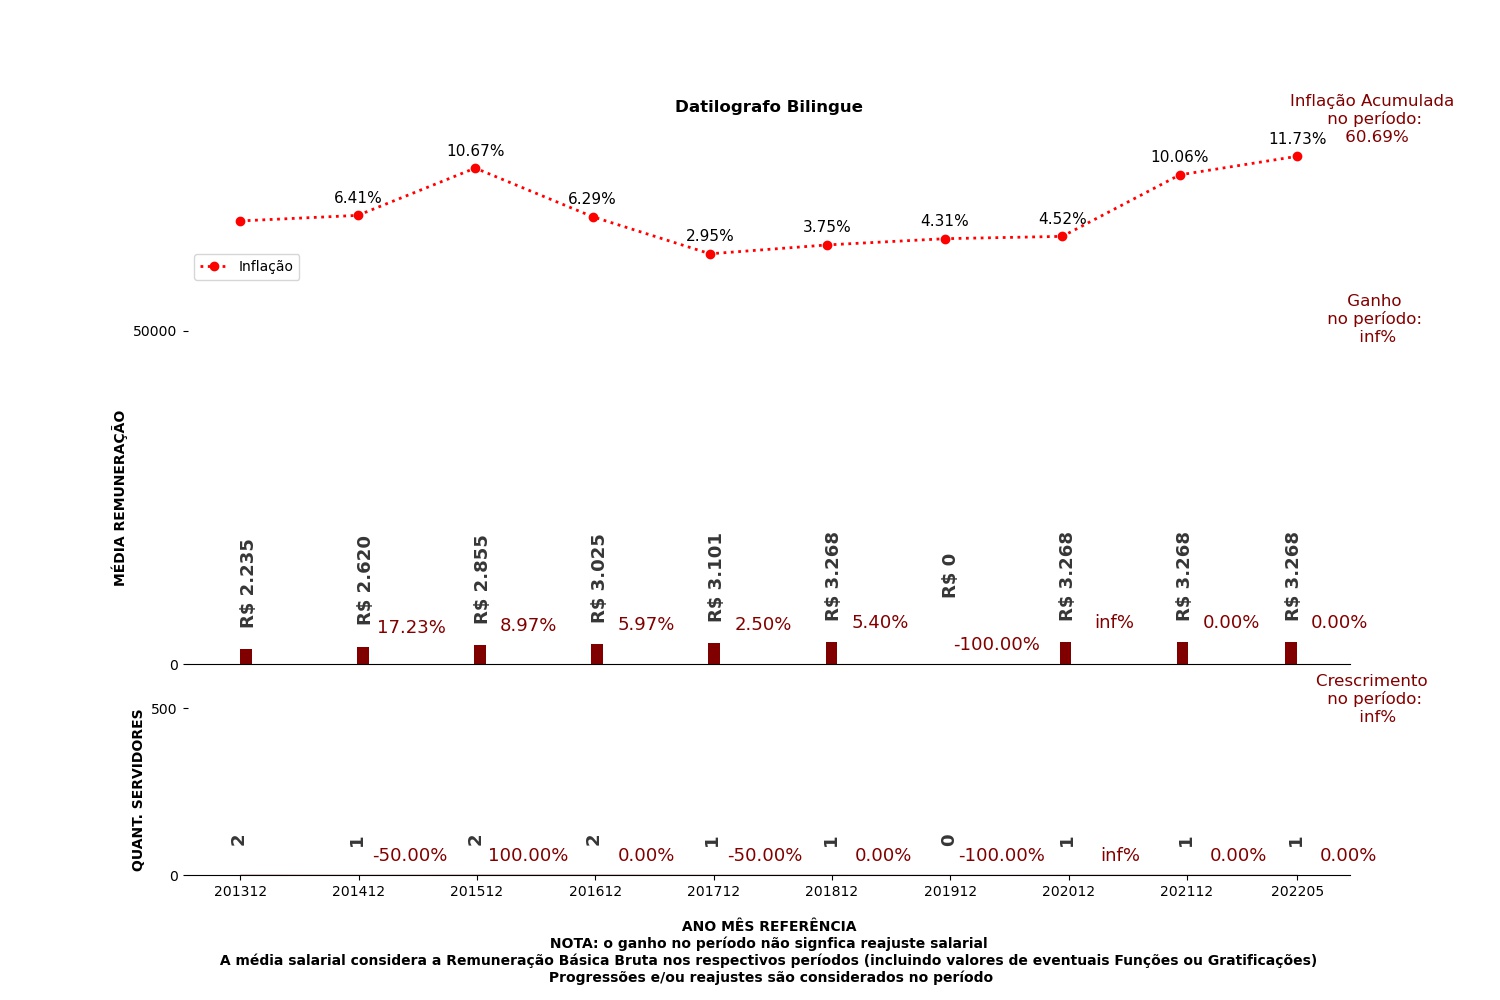 Datilografo Bilingue
Inflação Acumulada
no período:
60.69%
6.41%
10.67%
6.29%
2.95%
3.75%
4.31%
4.52%
10.06%
11.73%
Inflação
Ganho
no período:
inf%
50000
0
MÉDIA REMUNERAÇÃO
R$ 2.235
R$ 2.620
R$ 2.855
R$ 3.025
R$ 3.101
R$ 3.268
R$ 0
R$ 3.268
R$ 3.268
R$ 3.268
17.23%
8.97%
5.97%
2.50%
5.40%
-100.00%
inf%
0.00%
0.00%
Crescrimento
no período:
inf%
500
0
QUANT. SERVIDORES
2
1
2
2
1
1
0
1
1
1
-50.00%
100.00%
0.00%
-50.00%
0.00%
-100.00%
inf%
0.00%
0.00%
201312
201412
201512
201612
201712
201812
201912
202012
202112
202205
ANO MÊS REFERÊNCIA
NOTA: o ganho no período não signfica reajuste salarial
A média salarial considera a Remuneração Básica Bruta nos respectivos períodos (incluindo valores de eventuais Funções ou Gratificações)
Progressões e/ou reajustes são considerados no período